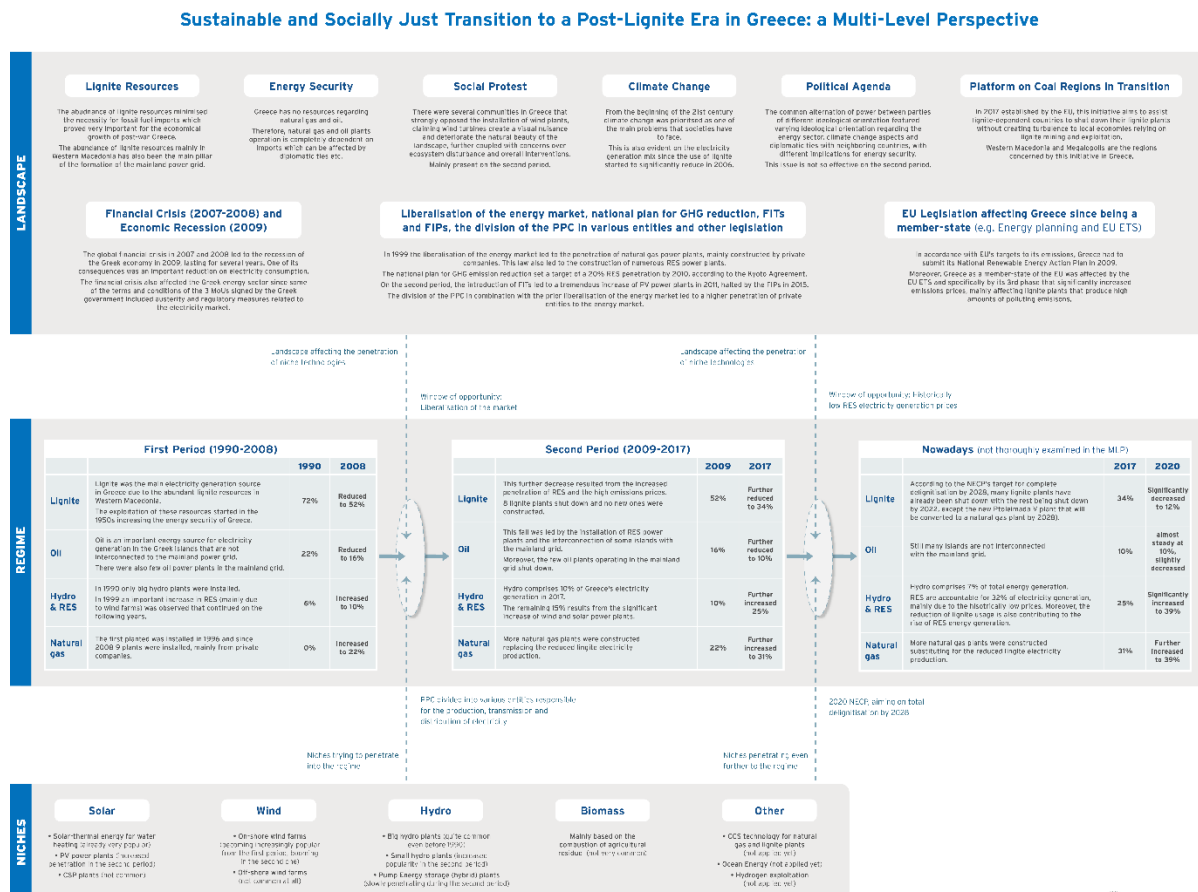 Sustainable and Socially Just Transition to a Post-Lignite Era in Greece: a Multi-Level Perspective
LANDSCAPE
Lignite Resources
The abundance of lignite resources minimised
the necessity for fossil fuel imports which
proved very important for the economical
growth of post-war Greece.
The abundance of lignite resources mainly in
Western Macedonia has also been the main pillar
of the formation of the mainland power grid.
Energy Security
Greece has no resources regarding
natural gas and oil.
Therefore, natural gas and oil plants
operation is completely dependent on
imports which can be affected by
diplomatic ties etc.
Social Protest
There were several communities in Greece that
strongly opposed the installation of wind plants,
claiming wind turbines create a visual nuisance
and deteriorate the natural beauty of the
landscape, further coupled with concerns over
ecosystem disturbance and overall interventions.
Mainly present on the second period.
Climate Change
From the beginning of the 21st century
climate change was prioritised as one of
the main problems that societies have
to face.
This is also evident on the electricity
generation mix since the use of lignite
started to significantly reduce in 2006.
Political Agenda
The common alternation of power between parties
of different ideological orientation featured
varying ideological orientation regarding the
energy sector, climate change aspects and
diplomatic ties with neighboring countries, with
different implications for energy security.
This issue is not so effective on the second period.
Platform on Coal Regions in Transition
In 2017 established by the EU, this initiative aims to assist
lignite-dependent countries to shut down their lignite plants
without creating turbulence to local economies relying on
lignite mining and exploitation.
Western Macedonia and Megalopolis are the regions
concerned by this initiative in Greece.
Financial Crisis (2007-2008) and
Economic Recession (2009)
The global financial crisis in 2007 and 2008 led to the recession of
the Greek economy in 2009, lasting for several years. One of its
consequences was an important reduction on electricity consumption.
The financial crisis also affected the Greek energy sector since some
of the terms and conditions of the 3 MoUs signed by the Greek
government included austerity and regulatory measures related to
the electricity market.
Liberalisation of the energy market, national plan for GHG reduction, FITs
and FIPs, the division of the PPC in various entities and other legislation
In 1999 the liberalisation of the energy market led to the penetration of natural gas power plants, mainly constructed by private
companies. This law also led to the construction of numerous RES power plants.
The national plan for GHG emission reduction set a target of a 20% RES penetration by 2010, according to the Kyoto Agreement.
On the second period, the introduction of FITs led to a tremendous increase of PV power plants in 2011, halted by the FIPs in 2015.
The division of the PPC in combination with the prior liberalisation of the energy market led to a higher penetration of private
entities to the energy market.
EU Legislation affecting Greece since being a
member-state (e.g. Energy planning and EU ETS)
In accordance with EU's targets to its emissions, Greece had to
submit its National Renewable Energy Action Plan in 2009.
Moreover, Greece as a member-state of the EU was affected by the
EU ETS and specifically by its 3rd phase that significantly increased
emissions prices, mainly affecting lignite plants that produce high
amounts of polluting emissions.
Landscape affecting the penetration
of niche technologies
Window of opportunity:
Liberalisation of the market
Landscape affecting the penetration
of niche technologies
Window of opportunity: Historically
low RES electricity generation prices
REGIME
First Period (1990-2008)
1990 2008
Lignite
Lignite was the main electricity generation source
in Greece due to the abundant lignite resources in
Western Macedonia.
The exploitation of these resources started in the
1950s increasing the energy security of Greece.
72%
Reduced
to 52%
Oil
Oil is an important energy source for electricity
generation in the Greek islands that are not
interconnected to the mainland power grid.
There were also few oil power plants in the mainland grid.
22%
Reduced
to 16%
Hydro
& RES
In 1990 only big hydro plants were installed.
In 1999 an important increase in RES (mainly due
to wind farms) was observed that continued on the
following years.
6%
Increased
to 10%
Natural
gas
The first planted was installed in 1996 and since
2008 9 plants were installed, mainly from private
companies.
0%
Increased
to 22%
Second Period (2009-2017)
2009 2017
Lignite
This further decrease resulted from the increased
penetration of RES and the high emissions prices.
8 lignite plants shut down and no new ones were
constructed.
52%
Further
reduced
to 34%
Oil
This fall was led by the installation of RES power
plants and the interconnection of some islands with
the mainland grid.
Moreover, the few oil plants operating in the mainland
grid shut down.
16%
Further
reduced
to 10%
Hydro
& RES
Hydro comprises 10% of Greece's electricity
generation in 2017.
The remaining 15% results from the significant
increase of wind and solar power plants.
10%
Further
increased
25%
Natural
gas
More natural gas plants were constructed
replacing the reduced lingite electricity
production.
22%
Further
increased
to 31%
Nowadays (not thoroughly examined in the MLP)
2017 2020
Lignite
According to the NECP's target for complete
delignitisation by 2028, many lignite plants have
already been shut down with the rest being shut down
by 2022, except the new Ptolemaida V plant that will
be converted to a natural gas plant by 2028).
34%
Significantly
decreased
to 12%
Oil
Still many islands are not interconnected
with the mainland grid.
10%
almost
steady at
10%,
slightly
decreased
Hydro
& RES
Hydro comprises 7% of total energy generation.
RES are accountable for 32% of electricity generation,
mainly due to the hisotrically low prices. Moreover, the
reduction of lignite usage is also contributing to the
rise of RES energy generation.
25%
Significantly
increased
to 39%
Natural
gas
More natural gas plants were constructed
substituting for the reduced lingite electricity
production.
31%
Further
increased
to 39%
PPC divided into various entities responsible
for the production, transmission and
distribution of electricity
2020 NECP, aiming on total
delignitisation by 2028
Niches trying to penetrate
into the regime
Niches penetrating even
further to the regime
NICHES
Solar
• Solar-thermal energy for water
heating (already very popular)
• PV power plants (increased
penetration in the second period)
• CSP plants (not common)
Wind
• On-shore wind farms
(becoming increasingly popular
from the first period, booming
in the second one)
• Off-shore wind farms
(not common at all)
Hydro
• Big hydro plants (quite common
even before 1990)
• Small hydro plants (increased
popularity in the second period)
• Pump Energy storage (hybrid) plants
(slowly penetrating during the second period)
Biomass
Mainly based on the
combustion of agricultural
residue (not very common)
Other
• CCS technology for natural
gas and lignite plants
(not applied yet)
• Ocean Energy (not applied yet)
• Hydrogen exploitation
(not applied yet)